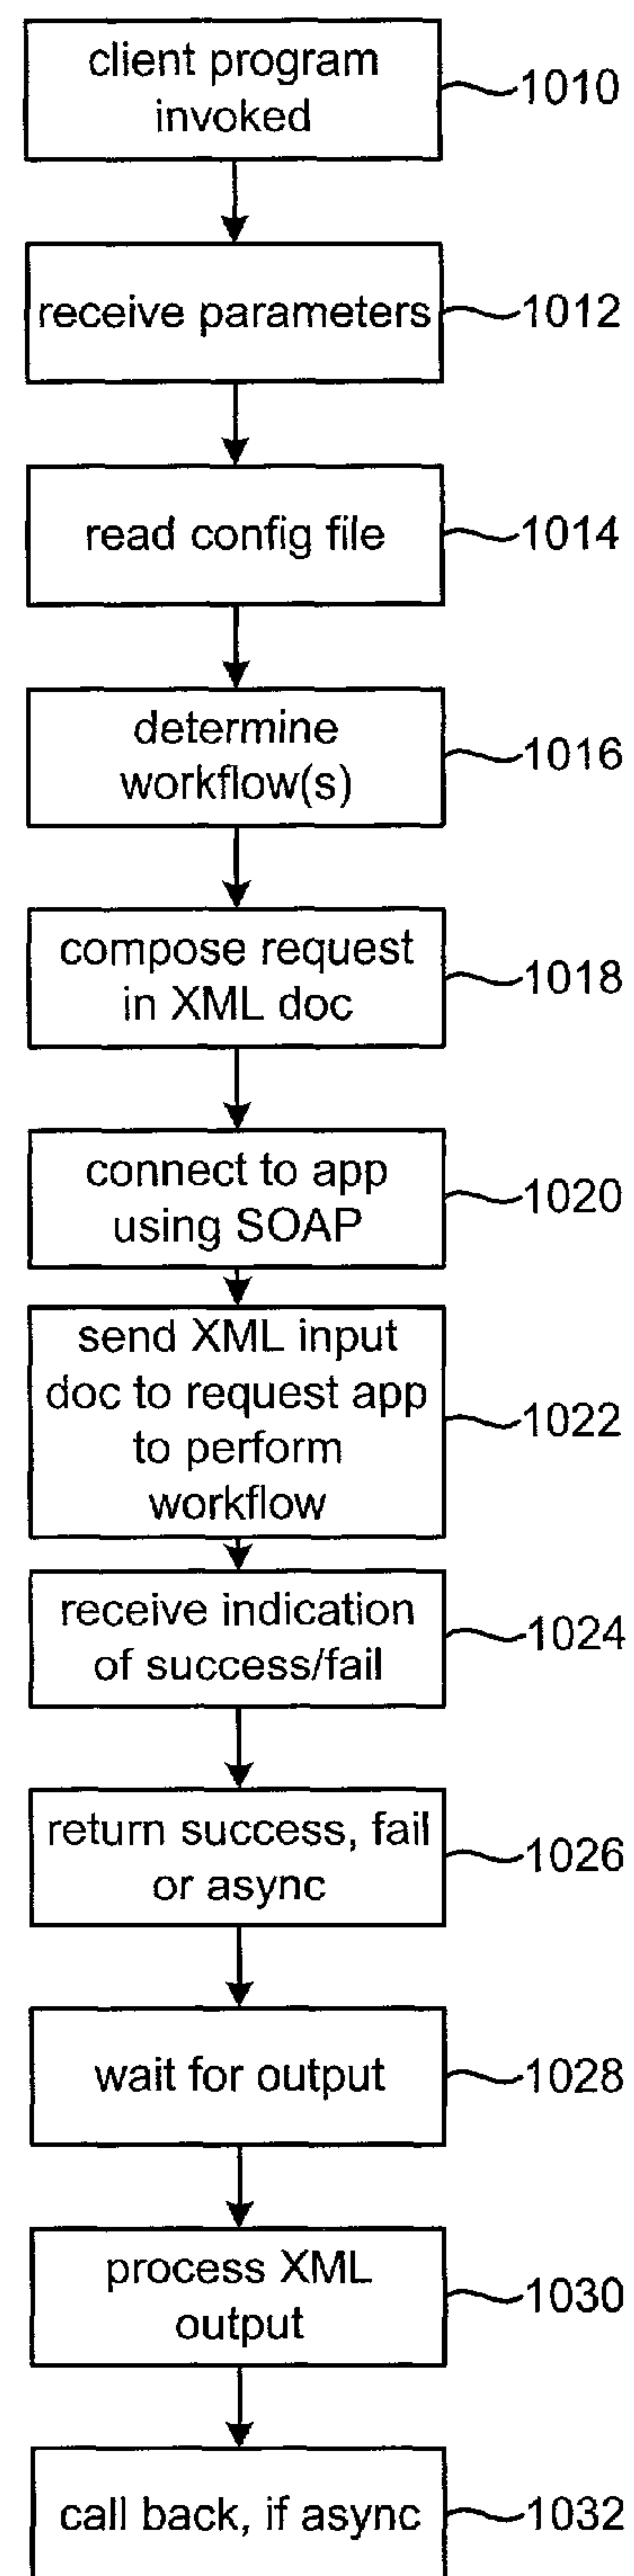 client program
invoked
1010
receive parameters
1012
read config file
1014
determine
workflow(s)
1016
compose request
in XML doc
1018
connect to app
using SOAP
1020
send XML input
doc to request app
to perform
workflow
1022
receive indication
of success/fail
1024
return success, fail
or async
1026
wait for output
1028
process XML
output
1030
call back, if async
1032